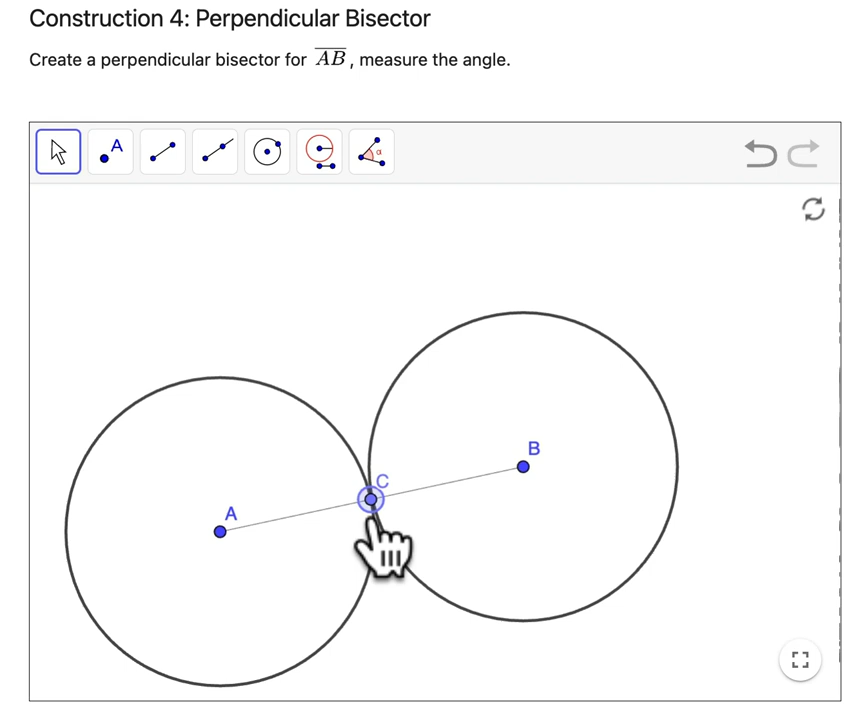 Construction 4: Perpendicular Bisector
Create a perpendicular bisector for AB, measure the angle.
A
α
B
C
A